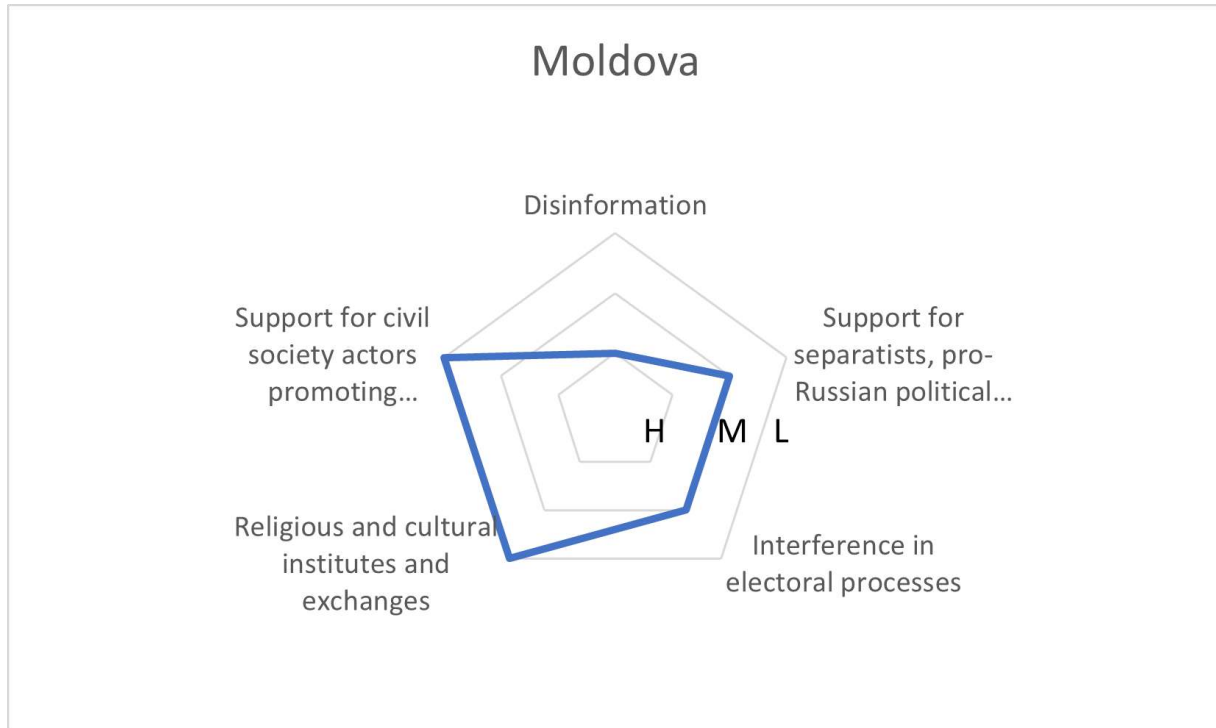 Moldova
Disinformation
Support for
separatists, pro-
Russian political...
H M L
Interference in
electoral processes
Religious and cultural
institutes and
exchanges
Support for civil
society actors
promoting...